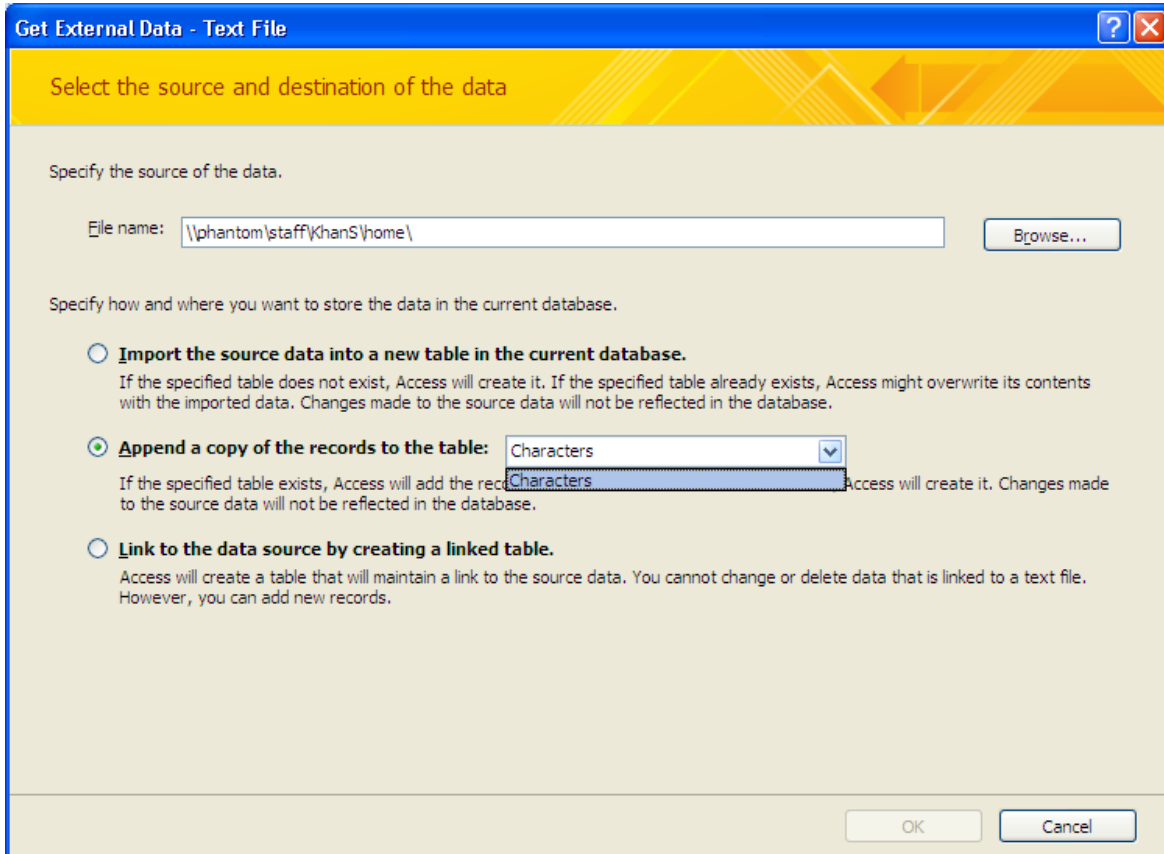 Get External Data - Text File
Select the source and destination of the data
Specify the source of the data.
File name: \\phantom\staff\KhanS\home\ Browse...
Specify how and where you want to store the data in the current database.
Import the source data into a new table in the current database.
If the specified table does not exist, Access will create it. If the specified table already exists, Access might overwrite its contents
with the imported data. Changes made to the source data will not be reflected in the database.
Append a copy of the records to the table: Characters
Characters
If the specified table exists, Access will add the rec Access will create it. Changes made
to the source data will not be reflected in the database.
Link to the data source by creating a linked table.
Access will create a table that will maintain a link to the source data. You cannot change or delete data that is linked to a text file.
However, you can add new records.
OK Cancel